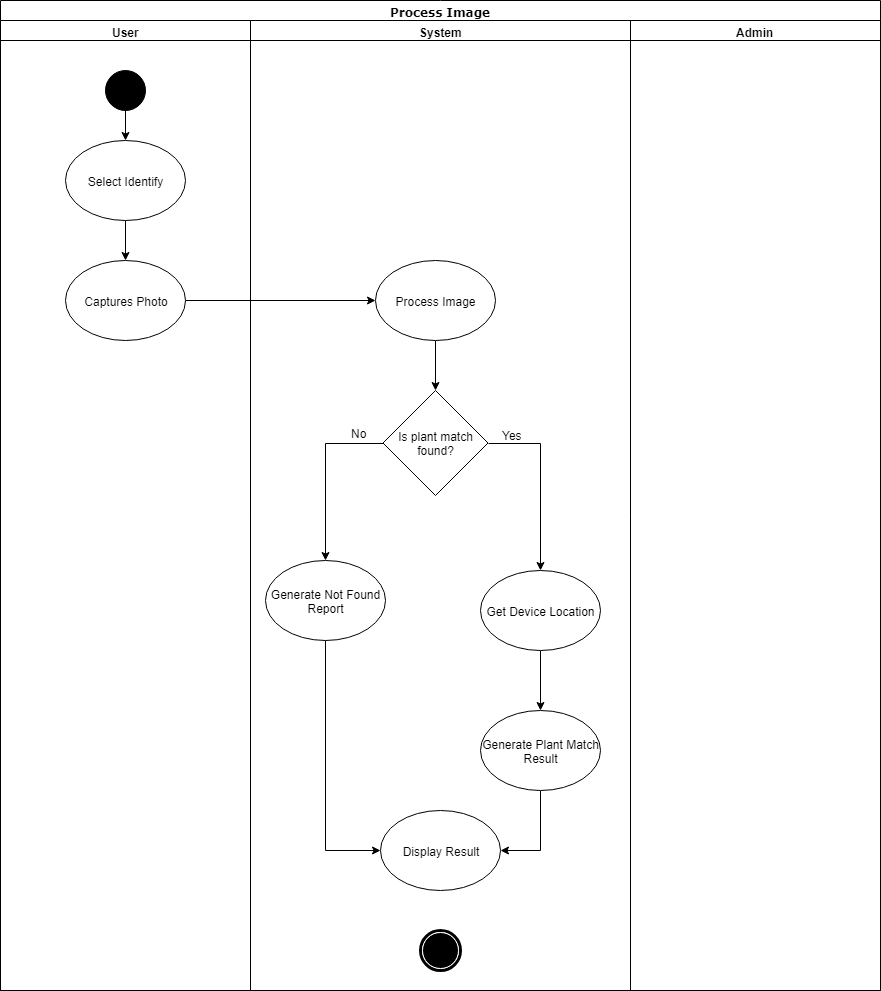 Process Image
User
System
Admin
Select Identify
Captures Photo
Process Image
Is plant match
found?
No
Yes
Generate Not Found
Report
Get Device Location
Generate Plant Match
Result
Display Result